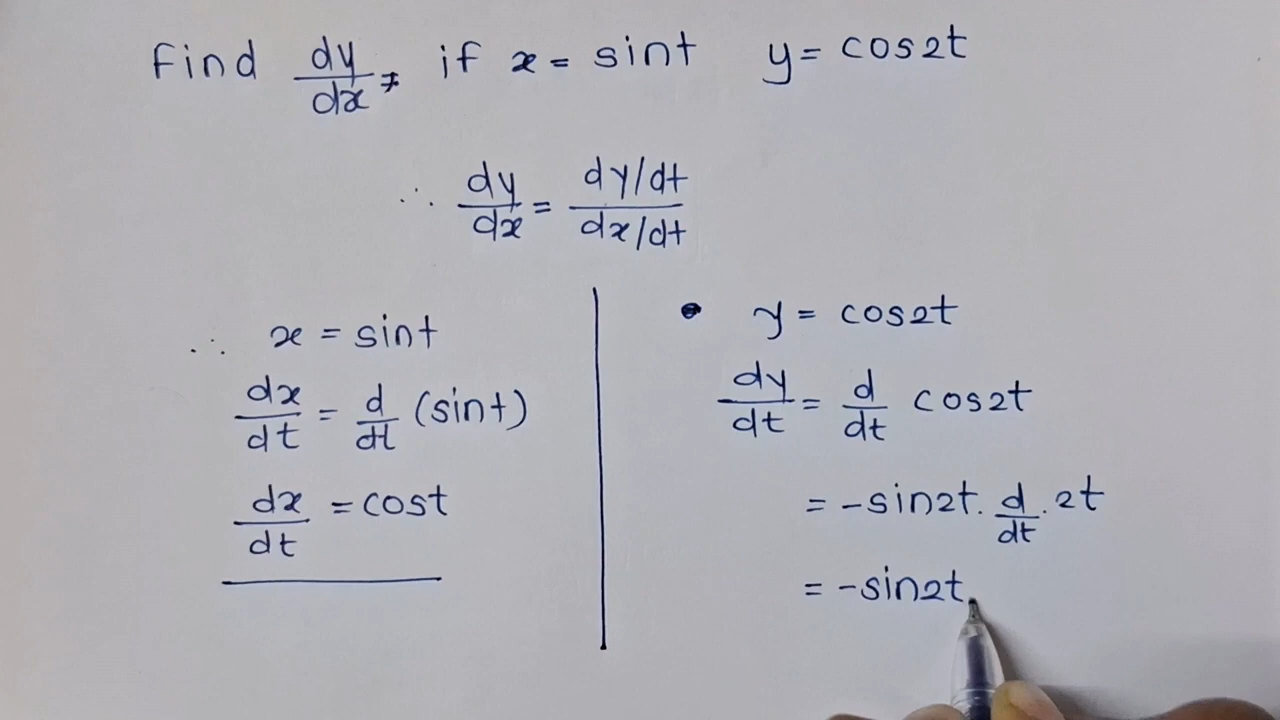 Find dy/dx, if x = sint y = cos2t
∴ dy/dx = dy/dt / dx/dt
∴ x = sint
dx/dt = d/dt (sint)
dx/dt = cost
• y = cos2t
dy/dt = d/dt cos2t
= -sin2t. d/dt . 2t
= -sin2t.